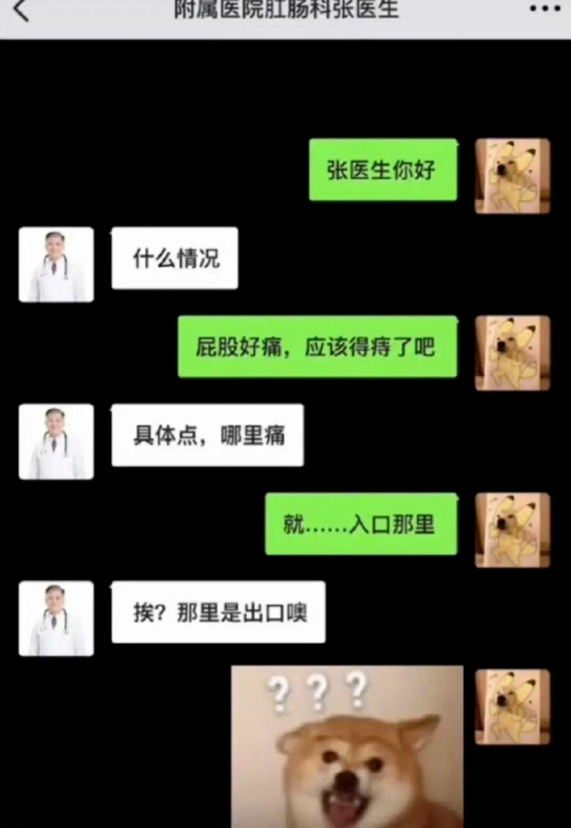 附属医院肛肠科张医生
张医生你好
什么情况
屁股好痛，应该得痔了吧
具体点，哪里痛
就……入口那里
挨？那里是出口噢
？？？